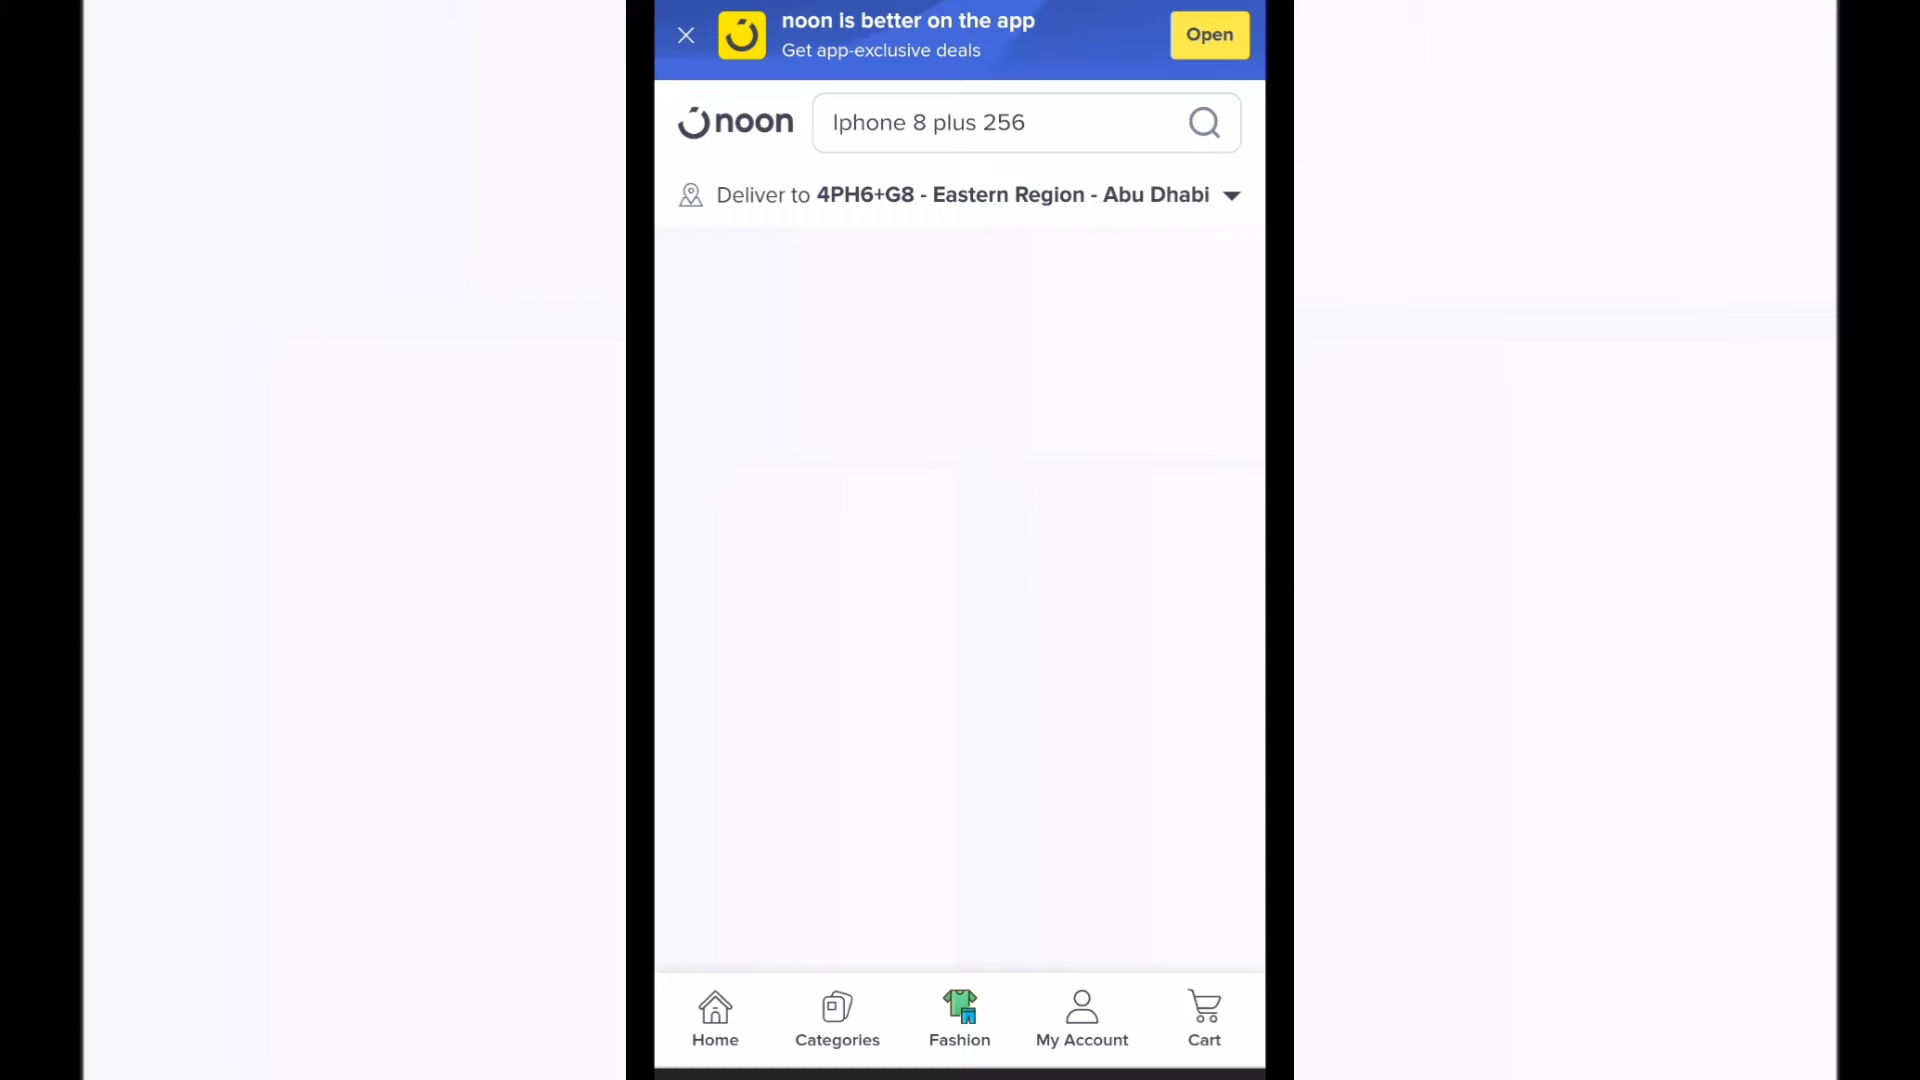 noon is better on the app
Get app-exclusive deals
Open
noon
Iphone 8 plus 256
Deliver to 4PH6+G8 - Eastern Region - Abu Dhabi
Home
Categories
Fashion
My Account
Cart